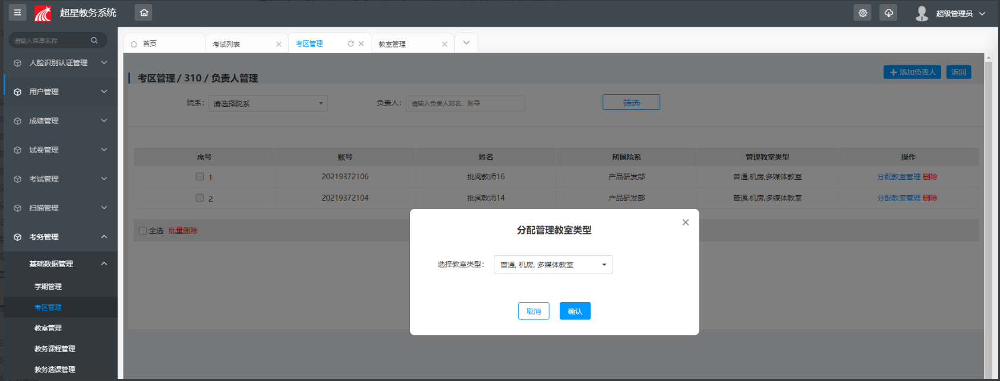 超星教务系统
超级管理员
请输入菜单名称
人脸识别认证管理
用户管理
成绩管理
试卷管理
考试管理
扫描管理
考务管理
基础数据管理
学期管理
考区管理
教室管理
教务课程管理
教务选课管理
首页 考试列表 考区管理 教室管理
考区管理 / 310 / 负责人管理
添加负责人 返回
院系： 请选择院系 负责人： 请输入负责人姓名、账号 筛选
序号 账号 姓名 所属院系 管理教室类型 操作
1 20219372106 批阅教师16 产品研发部 普通,机房,多媒体教室 分配教室管理 删除
2 20219372104 批阅教师14 产品研发部 普通,机房,多媒体教室 分配教室管理 删除
全选 批量删除
分配管理教室类型
选择教室类型： 普通, 机房, 多媒体教室
取消 确认